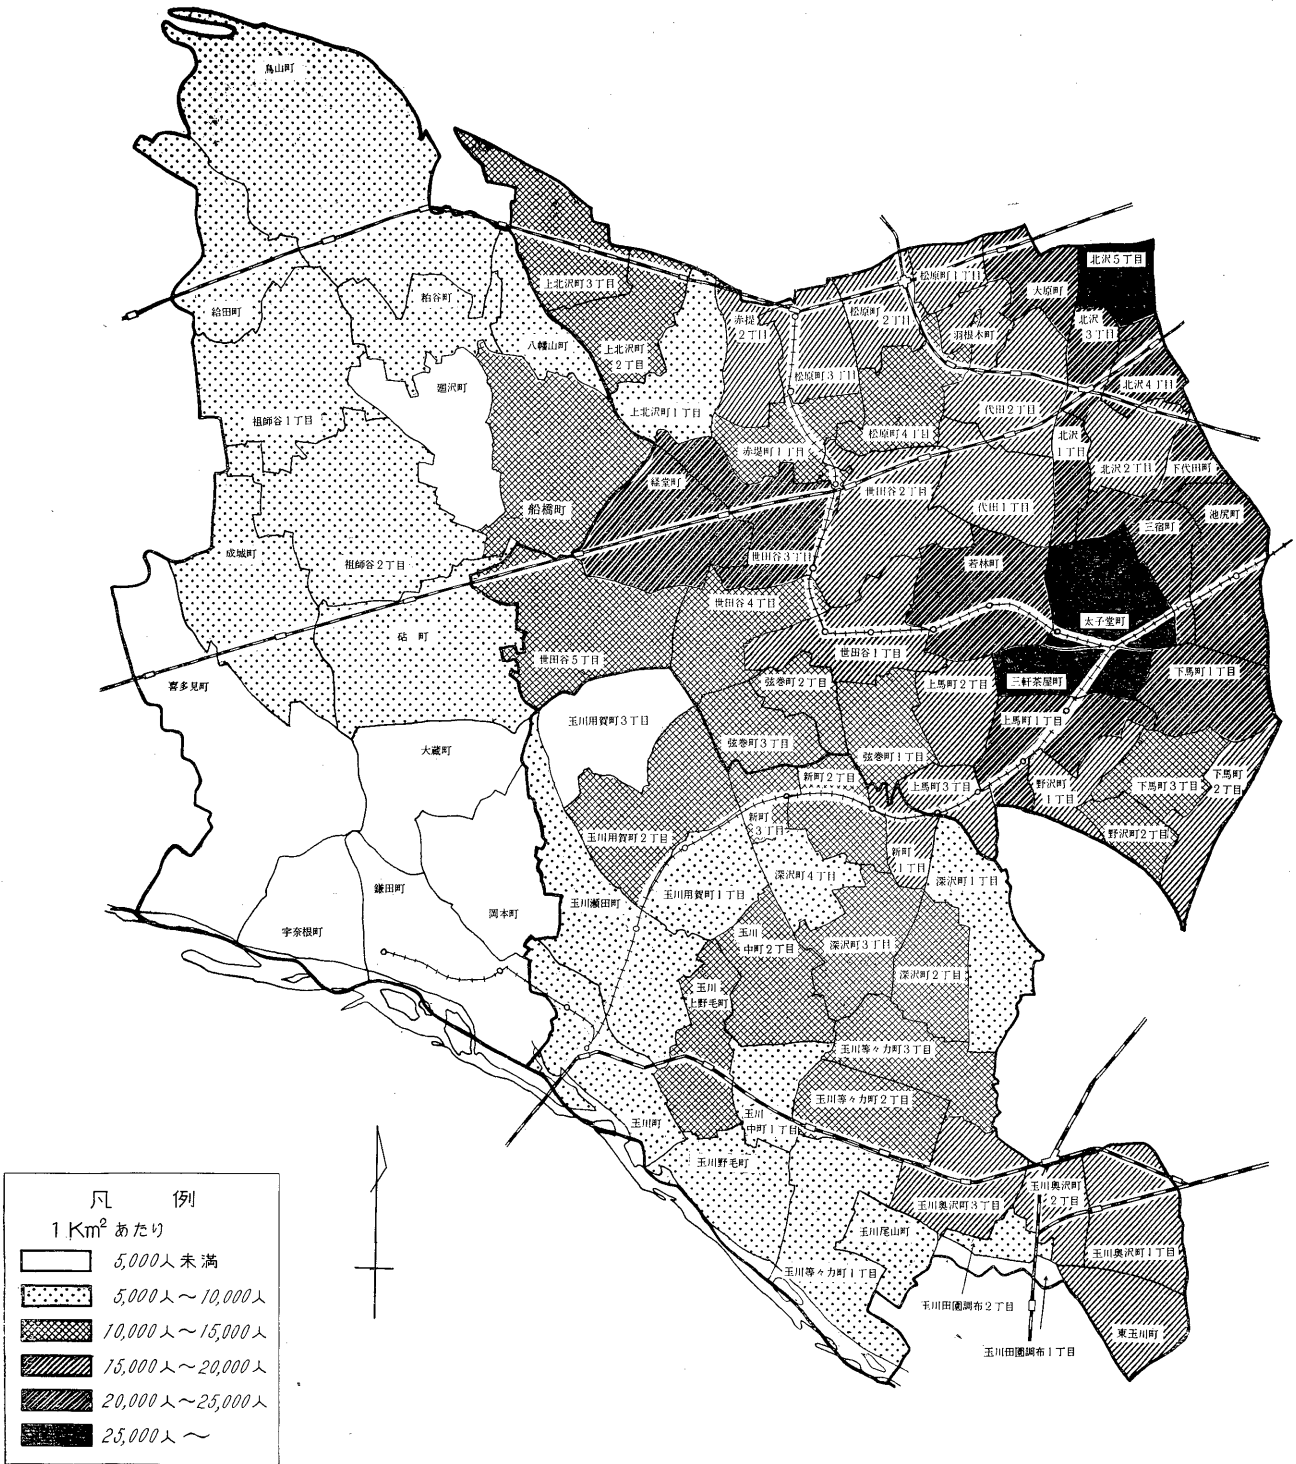 烏山町
給田町
粕谷町
八幡山町
上北沢町3丁目
上北沢町
2丁目
上北沢町1丁目
廻沢町
祖師谷1丁目
祖師谷2丁目
船橋町
成城町
砧 町
喜多見町
大蔵町
鎌田町
岡本町
宇奈根町
赤堤
2丁目
赤堤町1丁目
松原町1丁目
松原町
2丁目
松原町3丁目
松原町4丁目
羽根木町
大原町
北沢5丁目
北沢
3丁目
北沢4丁目
北沢
1丁目
北沢2丁目
下代田町
池尻町
三宿町
代田2丁目
代田1丁目
若林町
太子堂町
三軒茶屋町
経堂町
世田谷2丁目
世田谷3丁目
世田谷4丁目
世田谷5丁目
世田谷1丁目
弦巻町2丁目
弦巻町3丁目
弦巻町1丁目
上馬町2丁目
上馬町1丁目
上馬町3丁目
下馬町1丁目
下馬町
2丁目
下馬町3丁目
野沢町
1丁目
野沢町2丁目
玉川用賀町3丁目
玉川用賀町2丁目
玉川用賀町1丁目
新町2丁目
新町
3丁目
新町
1丁目
深沢町4丁目
深沢町1丁目
深沢町3丁目
深沢町2丁目
玉川瀬田町
玉川
中町2丁目
玉川
上野毛町
玉川等々力町3丁目
玉川等々力町2丁目
玉川町
玉川
中町1丁目
玉川野毛町
玉川尾山町
玉川等々力町1丁目
玉川奥沢町3丁目
玉川奥沢町
2丁目
玉川奥沢町1丁目
玉川田園調布2丁目
玉川田園調布1丁目
東玉川町
凡 例
1Km²あたり
5,000人未満
5,000人〜10,000人
10,000人〜15,000人
15,000人〜20,000人
20,000人〜25,000人
25,000人〜